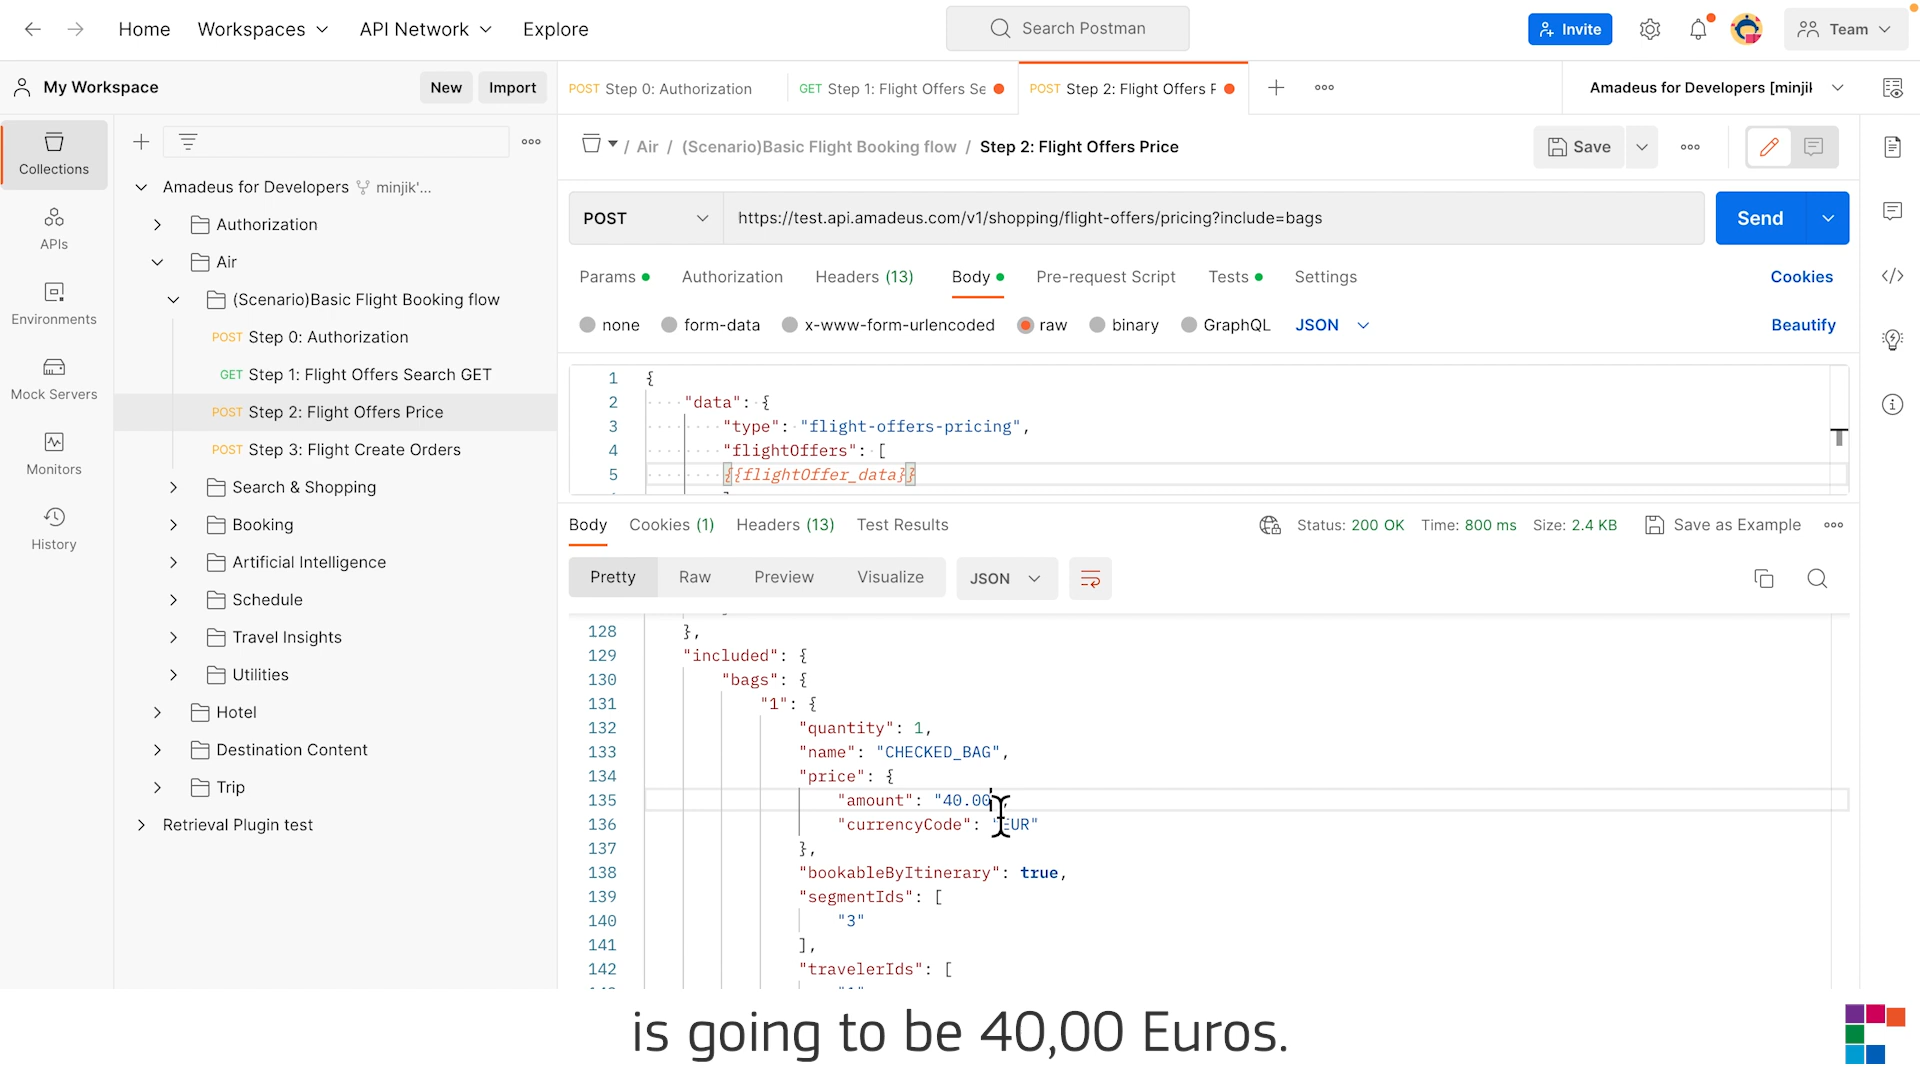 Home Workspaces API Network Explore Search Postman Invite Team
My Workspace New Import
POST Step 0: Authorization GET Step 1: Flight Offers Se POST Step 2: Flight Offers F Amadeus for Developers [minjik
Collections
APIs
Environments
Mock Servers
Monitors
History
Amadeus for Developers minjik'...
Authorization
Air
(Scenario)Basic Flight Booking flow
POST Step 0: Authorization
GET Step 1: Flight Offers Search GET
POST Step 2: Flight Offers Price
POST Step 3: Flight Create Orders
Search & Shopping
Booking
Artificial Intelligence
Schedule
Travel Insights
Utilities
Hotel
Destination Content
Trip
Retrieval Plugin test
/ Air / (Scenario)Basic Flight Booking flow / Step 2: Flight Offers Price Save
POST https://test.api.amadeus.com/v1/shopping/flight-offers/pricing?include=bags Send
Params Authorization Headers (13) Body Pre-request Script Tests Settings Cookies
none form-data x-www-form-urlencoded raw binary GraphQL JSON Beautify
1 {
2 "data": {
3 "type": "flight-offers-pricing",
4 "flightOffers": [
5 {{flightOffer_data}}
Body Cookies (1) Headers (13) Test Results Status: 200 OK Time: 800 ms Size: 2.4 KB Save as Example
Pretty Raw Preview Visualize JSON
128 },
129 "included": {
130 "bags": {
131 "1": {
132 "quantity": 1,
133 "name": "CHECKED_BAG",
134 "price": {
135 "amount": "40.00",
136 "currencyCode": "EUR"
137 },
138 "bookableByItinerary": true,
139 "segmentIds": [
140 "3"
141 ],
142 "travelerIds": [
is going to be 40,00 Euros.